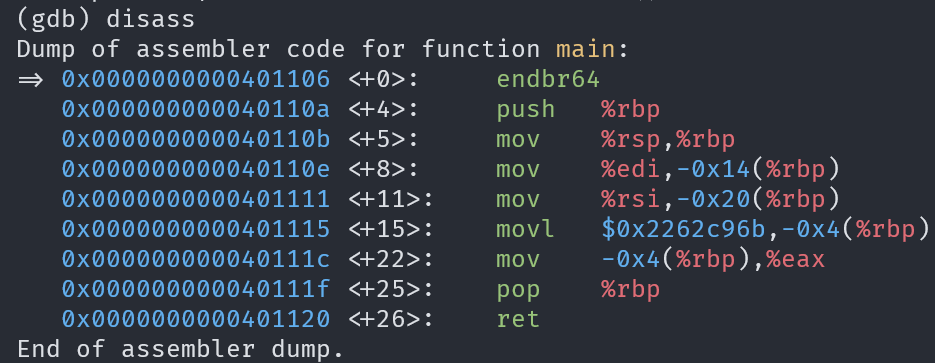 (gdb) disass
Dump of assembler code for function main:
=> 0x0000000000401106 <+0>:     endbr64
   0x000000000040110a <+4>:     push   %rbp
   0x000000000040110b <+5>:     mov    %rsp,%rbp
   0x000000000040110e <+8>:     mov    %edi,-0x14(%rbp)
   0x0000000000401111 <+11>:    mov    %rsi,-0x20(%rbp)
   0x0000000000401115 <+15>:    movl   $0x2262c96b,-0x4(%rbp)
   0x000000000040111c <+22>:    mov    -0x4(%rbp),%eax
   0x000000000040111f <+25>:    pop    %rbp
   0x0000000000401120 <+26>:    ret
End of assembler dump.